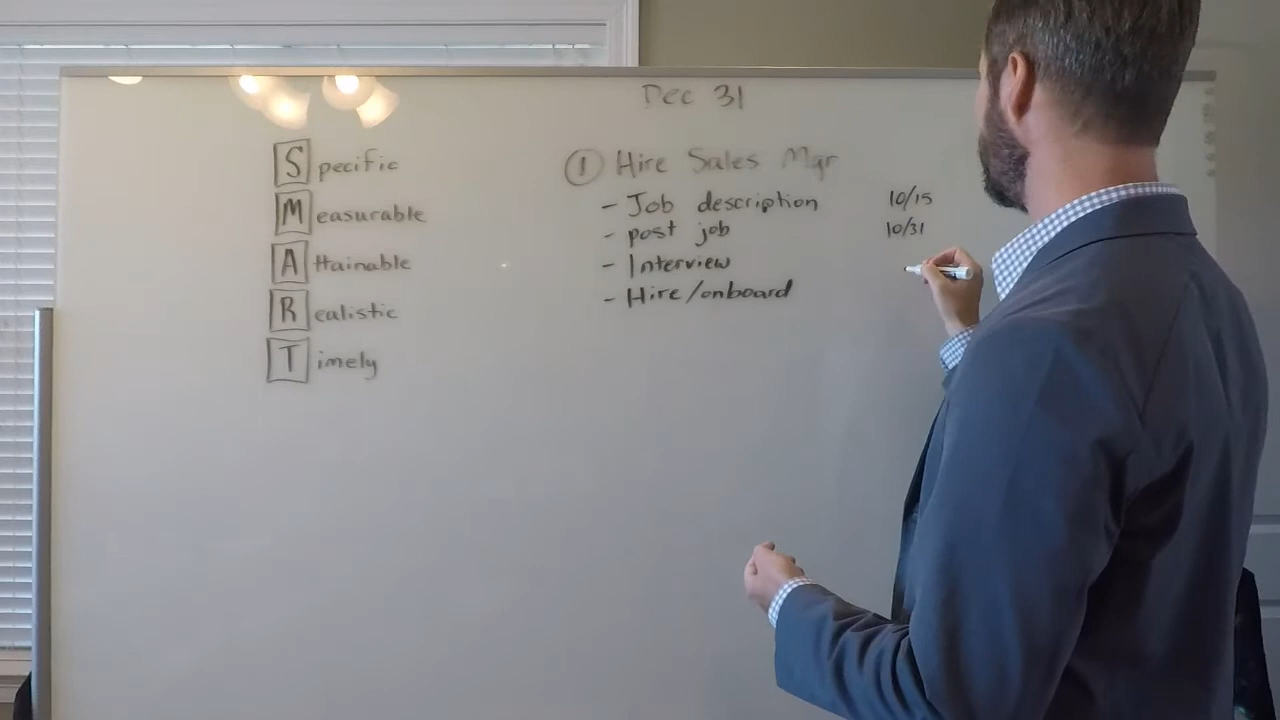 Dec 31
Specific
Measurable
Attainable
Realistic
Timely
① Hire Sales Mgr
- Job description 10/15
- post job 10/31
- Interview
- Hire/onboard